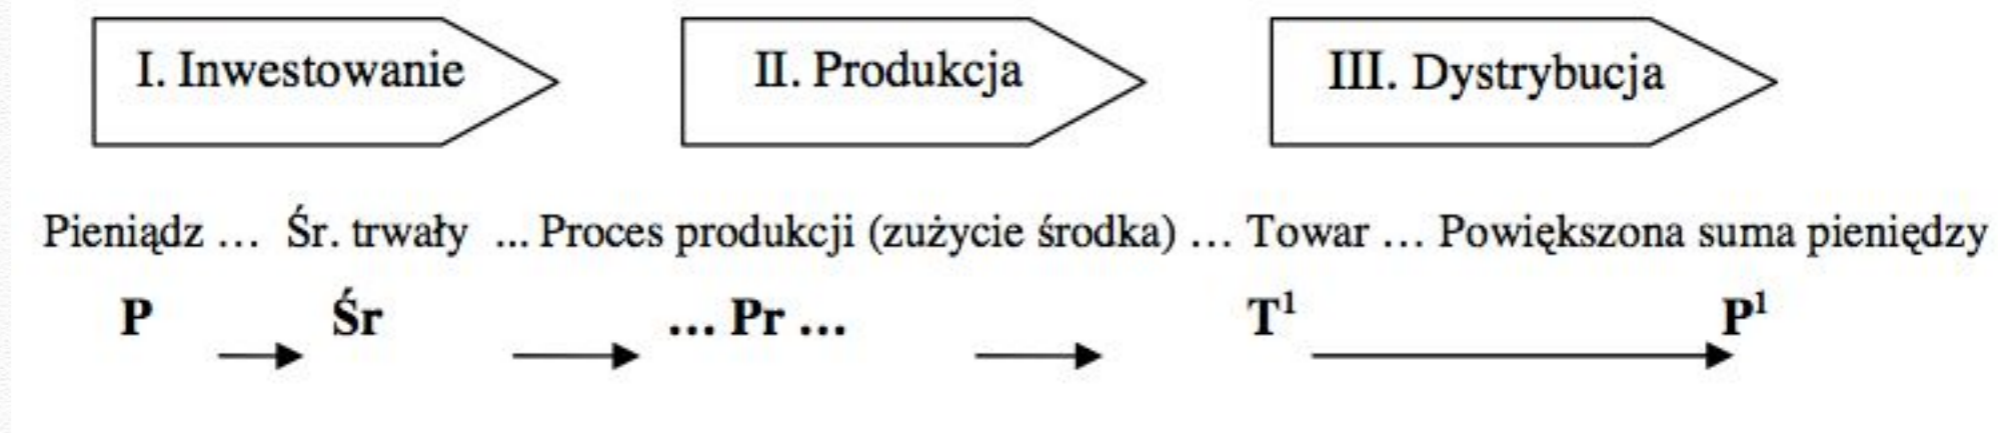 I. Inwestowanie II. Produkcja III. Dystrybucja
Pieniądz … Śr. trwały ... Proces produkcji (zużycie środka) … Towar … Powiększona suma pieniędzy
P Śr … Pr … T¹ P¹